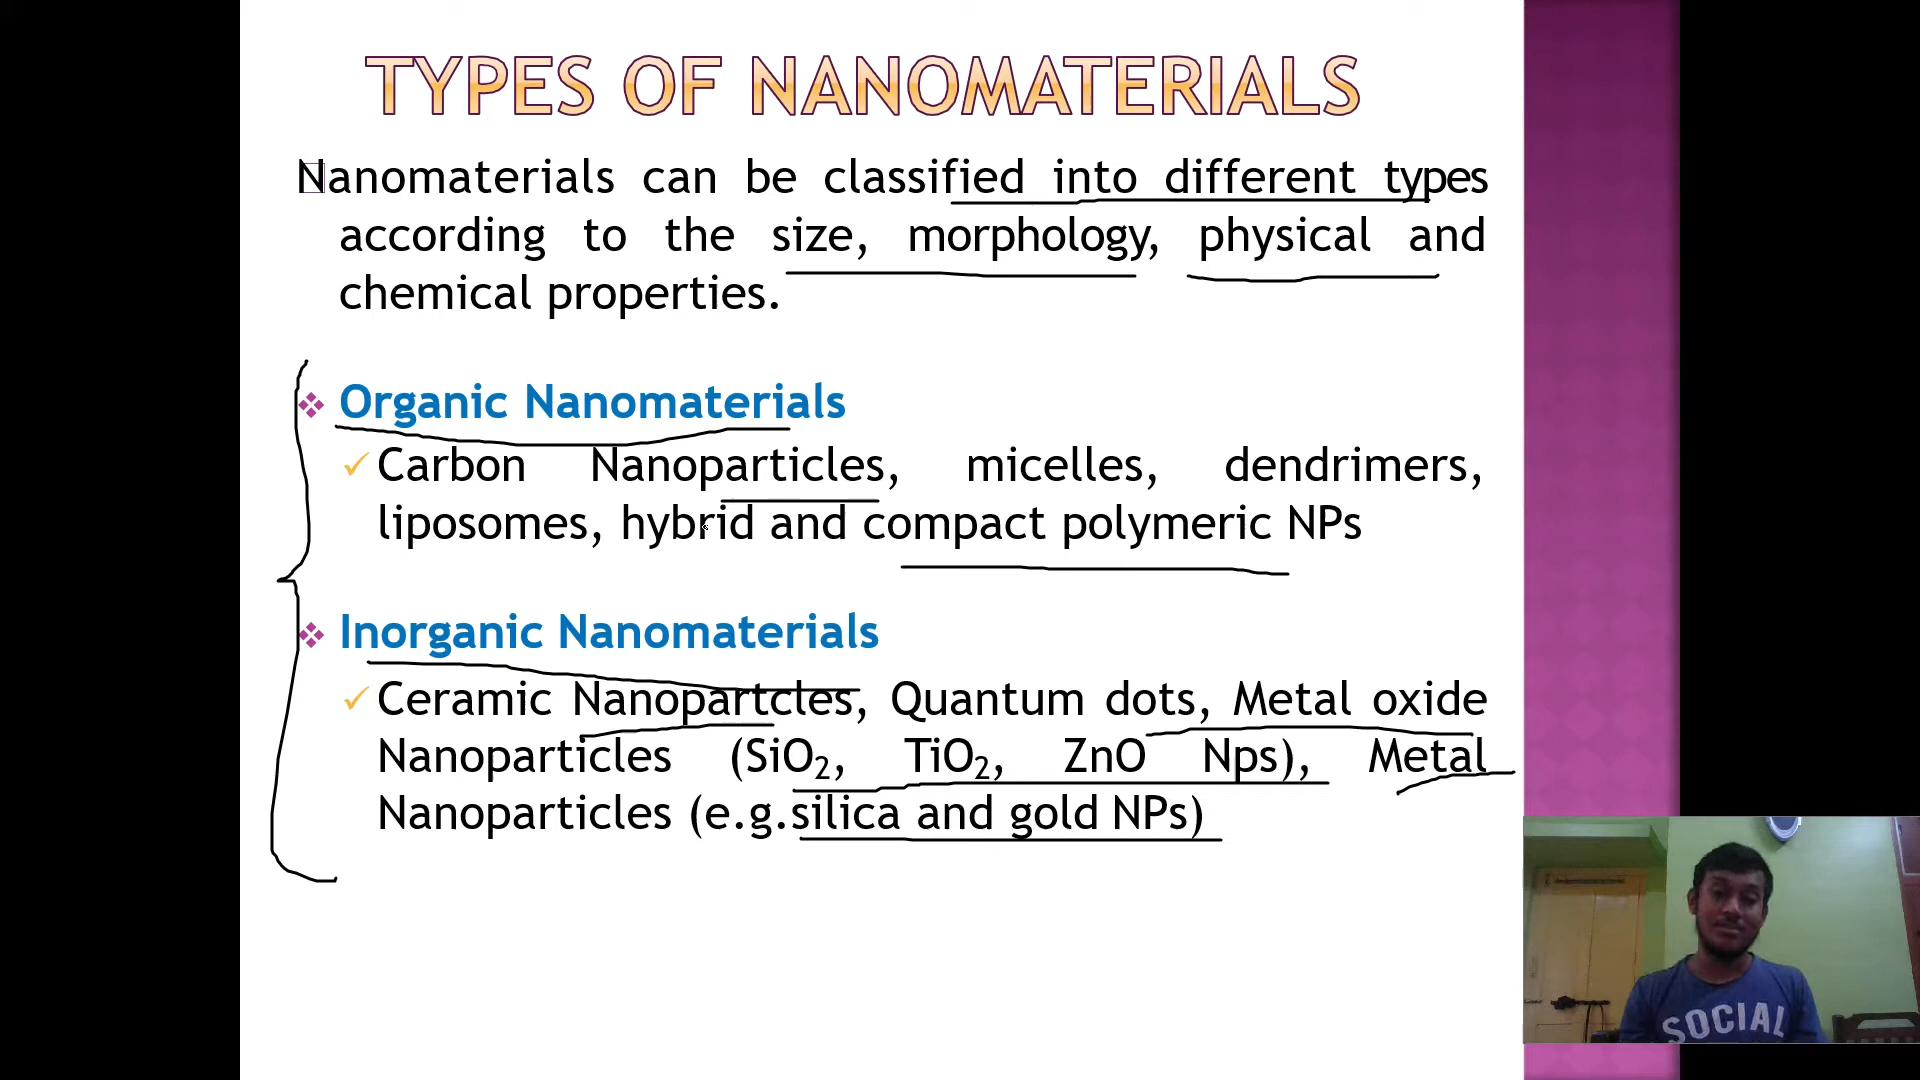 TYPES OF NANOMATERIALS
Nanomaterials can be classified into different types
according to the size, morphology, physical and
chemical properties.
Organic Nanomaterials
Carbon Nanoparticles, micelles, dendrimers,
liposomes, hybrid and compact polymeric NPs
Inorganic Nanomaterials
Ceramic Nanopartcles, Quantum dots, Metal oxide
Nanoparticles (SiO₂, TiO₂, ZnO Nps), Metal
Nanoparticles (e.g.silica and gold NPs)
SOCIAL